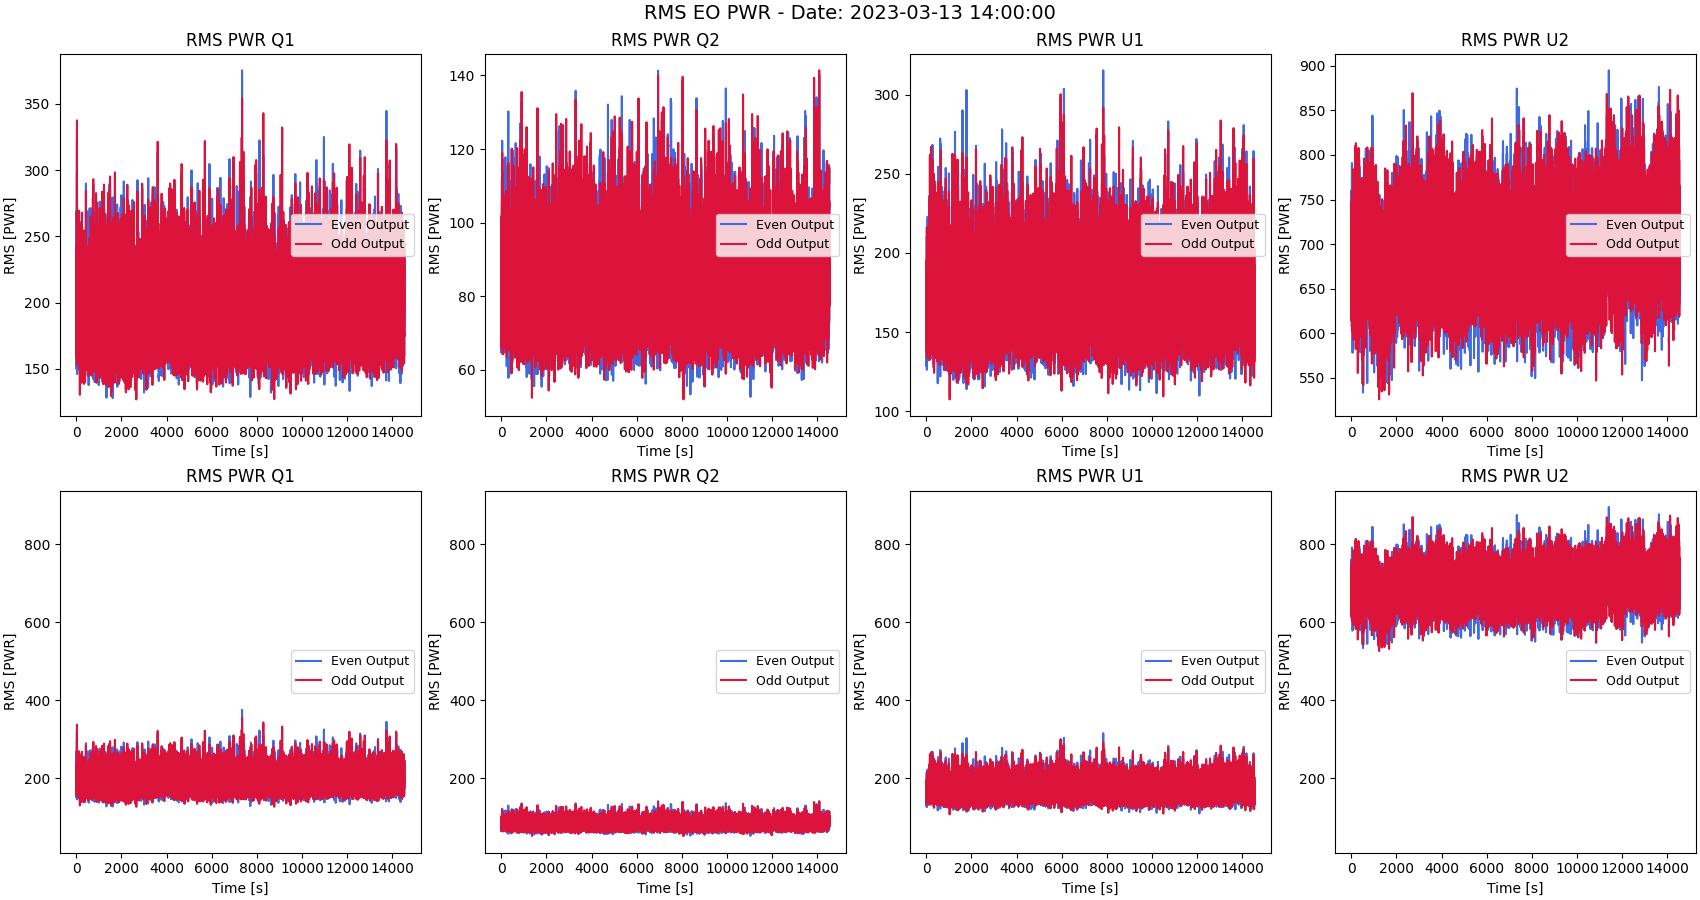 RMS EO PWR - Date: 2023-03-13 14:00:00
RMS PWR Q1
RMS [PWR]
350
300
250
200
150
0 2000 4000 6000 8000 10000 12000 14000
Time [s]
Even Output
Odd Output
RMS PWR Q2
RMS [PWR]
140
120
100
80
60
0 2000 4000 6000 8000 10000 12000 14000
Time [s]
Even Output
Odd Output
RMS PWR U1
RMS [PWR]
300
250
200
150
100
0 2000 4000 6000 8000 10000 12000 14000
Time [s]
Even Output
Odd Output
RMS PWR U2
RMS [PWR]
900
850
800
750
700
650
600
550
0 2000 4000 6000 8000 10000 12000 14000
Time [s]
Even Output
Odd Output
RMS PWR Q1
RMS [PWR]
800
600
400
200
0 2000 4000 6000 8000 10000 12000 14000
Time [s]
Even Output
Odd Output
RMS PWR Q2
RMS [PWR]
800
600
400
200
0 2000 4000 6000 8000 10000 12000 14000
Time [s]
Even Output
Odd Output
RMS PWR U1
RMS [PWR]
800
600
400
200
0 2000 4000 6000 8000 10000 12000 14000
Time [s]
Even Output
Odd Output
RMS PWR U2
RMS [PWR]
800
600
400
200
0 2000 4000 6000 8000 10000 12000 14000
Time [s]
Even Output
Odd Output